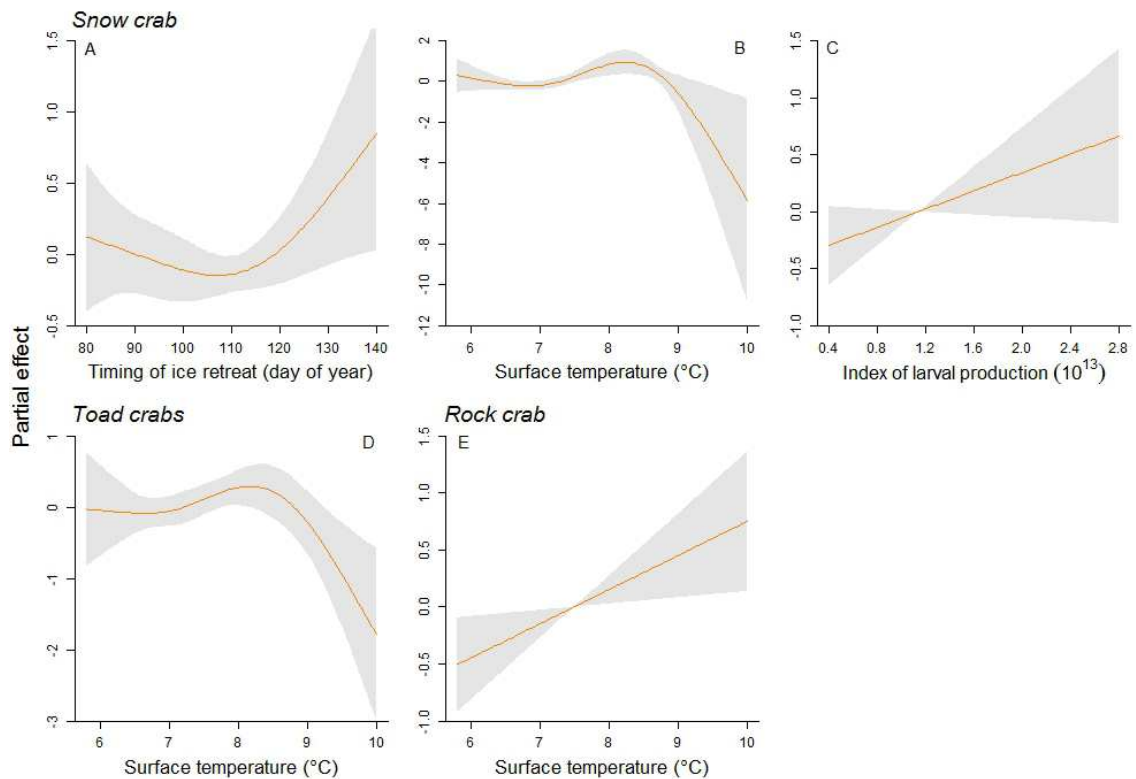 Snow crab
A
1.5
1.0
0.5
0.0
-0.5
80 90 100 110 120 130 140
Timing of ice retreat (day of year)
B
2
0
-2
-4
-6
-8
-10
-12
6 7 8 9 10
Surface temperature (°C)
C
1.5
1.0
0.5
0.0
-0.5
-1.0
0.4 0.8 1.2 1.6 2.0 2.4 2.8
Index of larval production (10¹³)
Partial effect
Toad crabs
D
1
0
-1
-2
-3
6 7 8 9 10
Surface temperature (°C)
Rock crab
E
1.5
1.0
0.5
0.0
-0.5
-1.0
6 7 8 9 10
Surface temperature (°C)